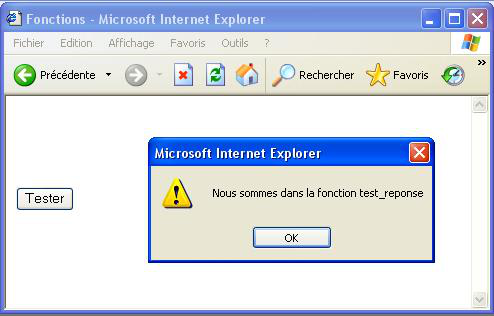 Fonctions - Microsoft Internet Explorer
Fichier Edition Affichage Favoris Outils ?
Précédente Rechercher Favoris »
Microsoft Internet Explorer
Nous sommes dans la fonction test_reponse
Tester
OK